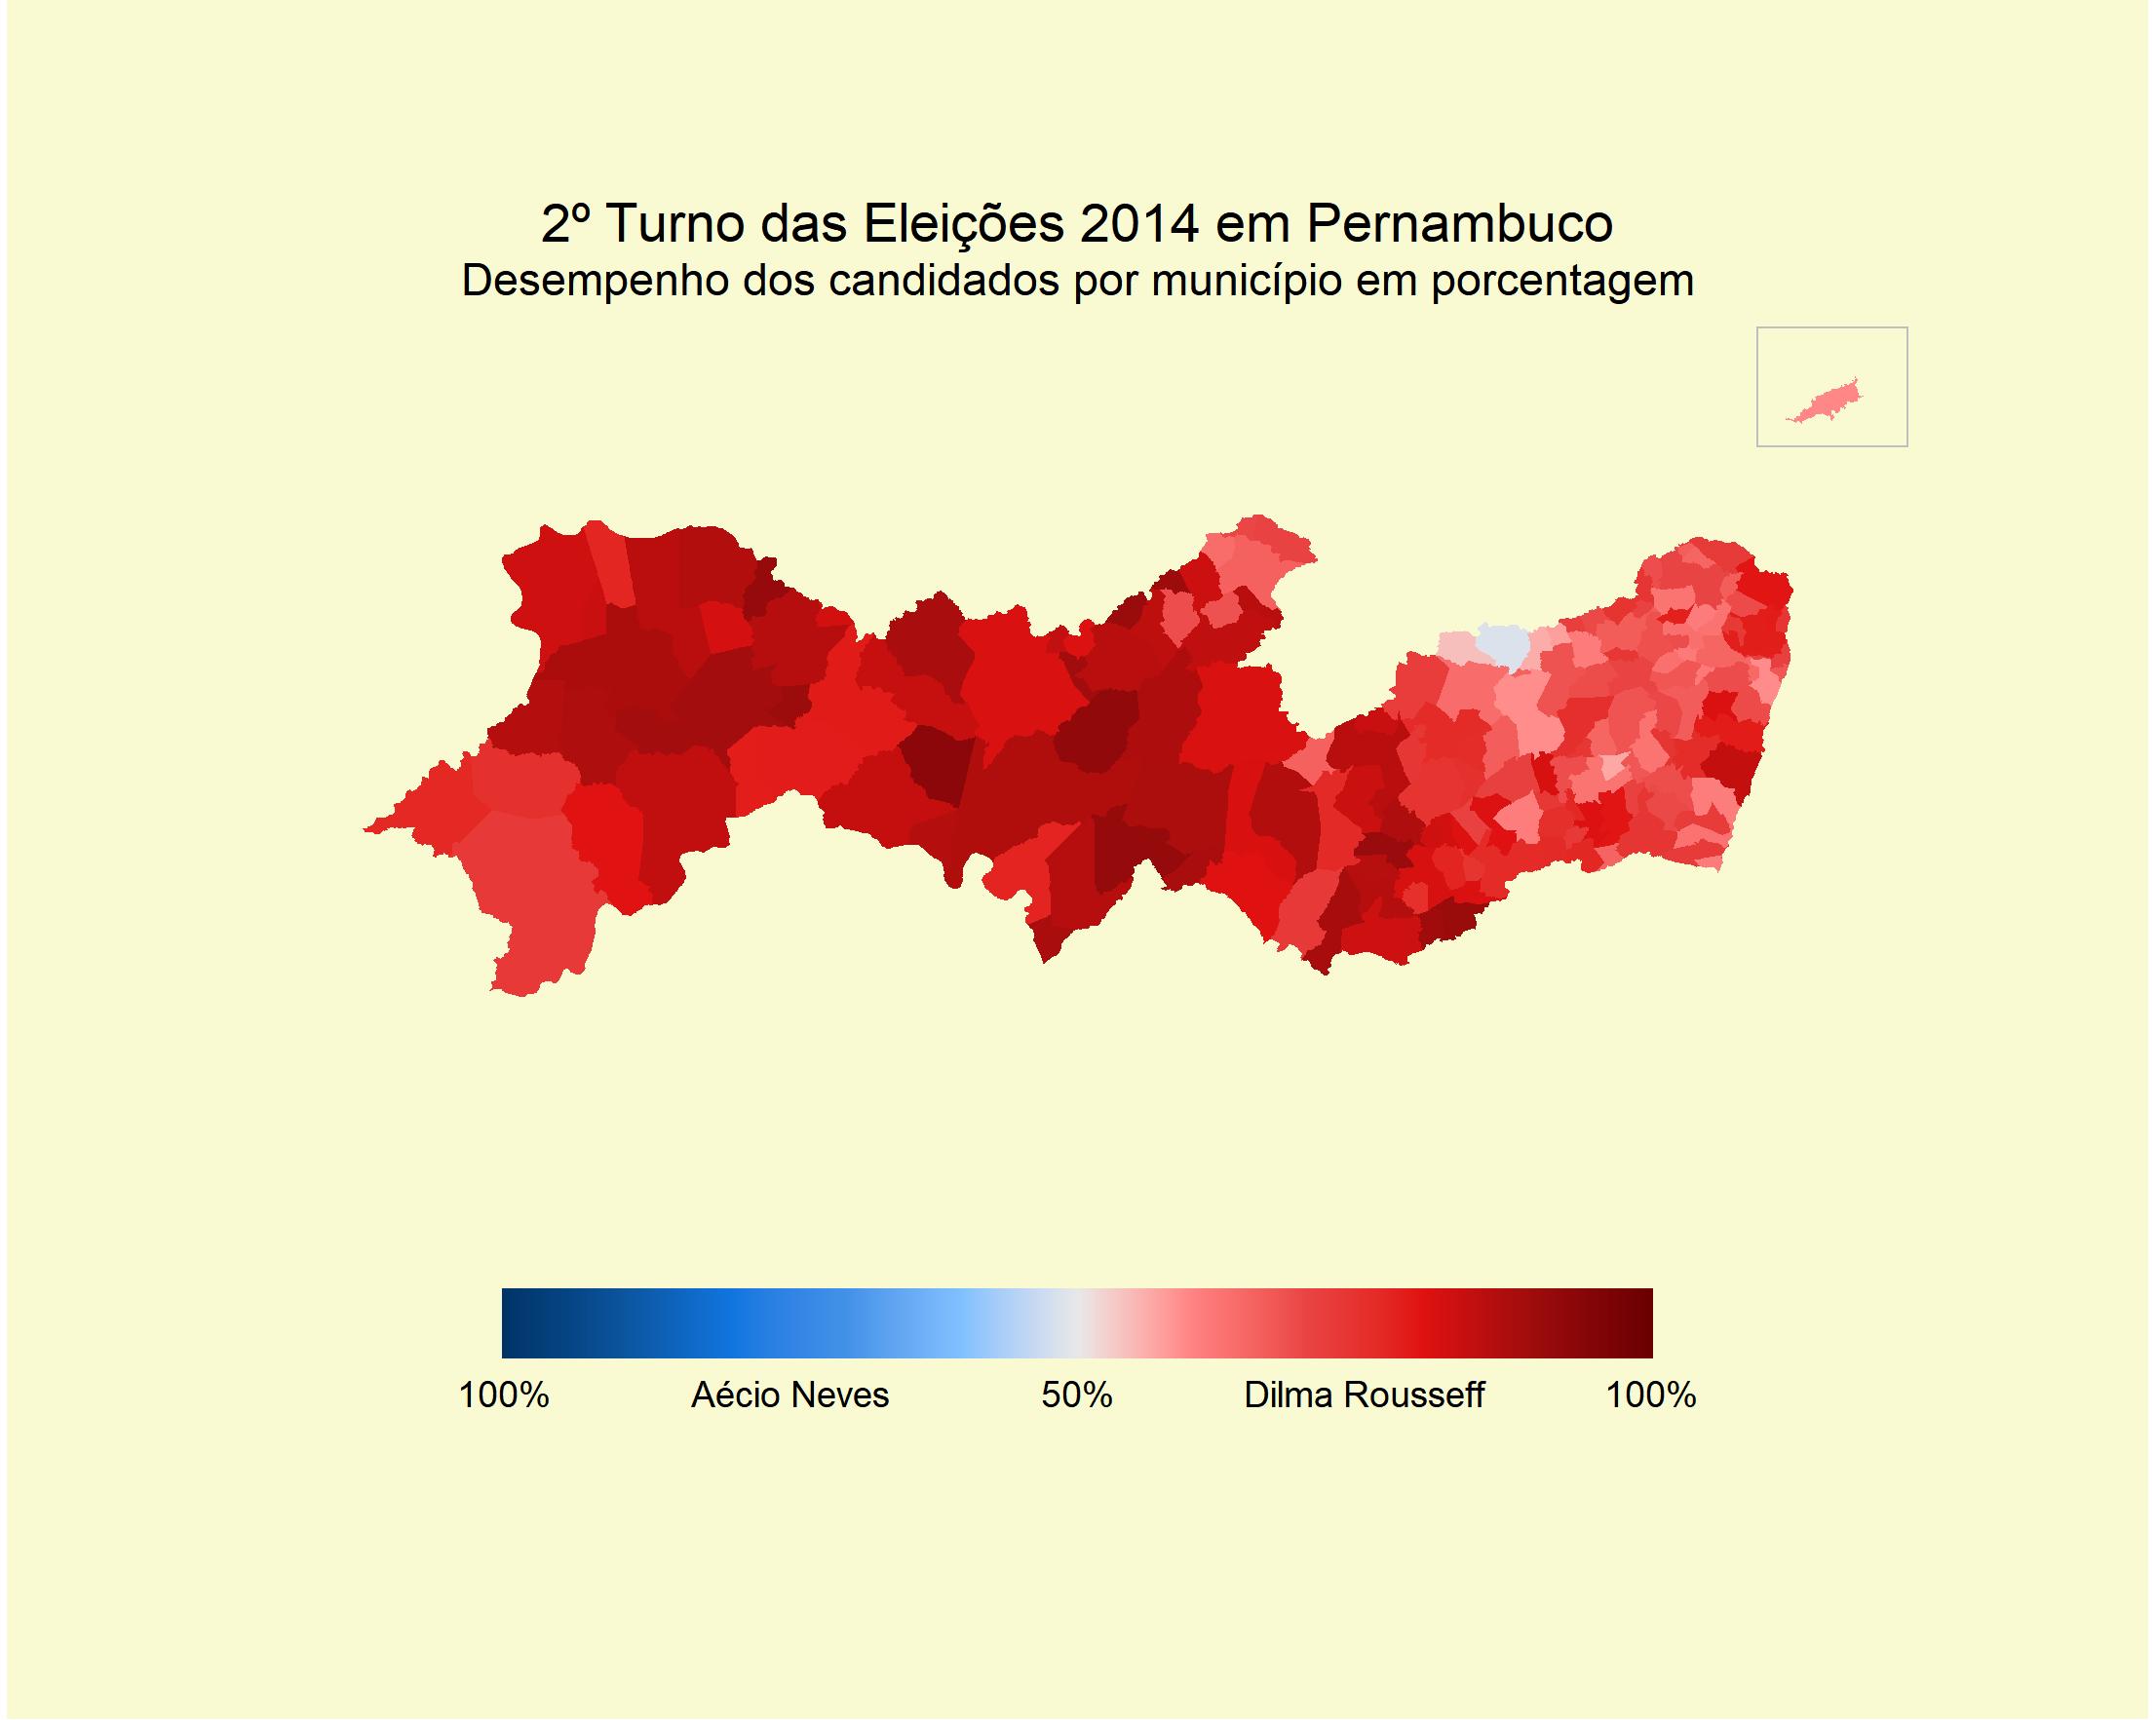 2º Turno das Eleições 2014 em Pernambuco
Desempenho dos candidados por município em porcentagem
100% Aécio Neves 50% Dilma Rousseff 100%